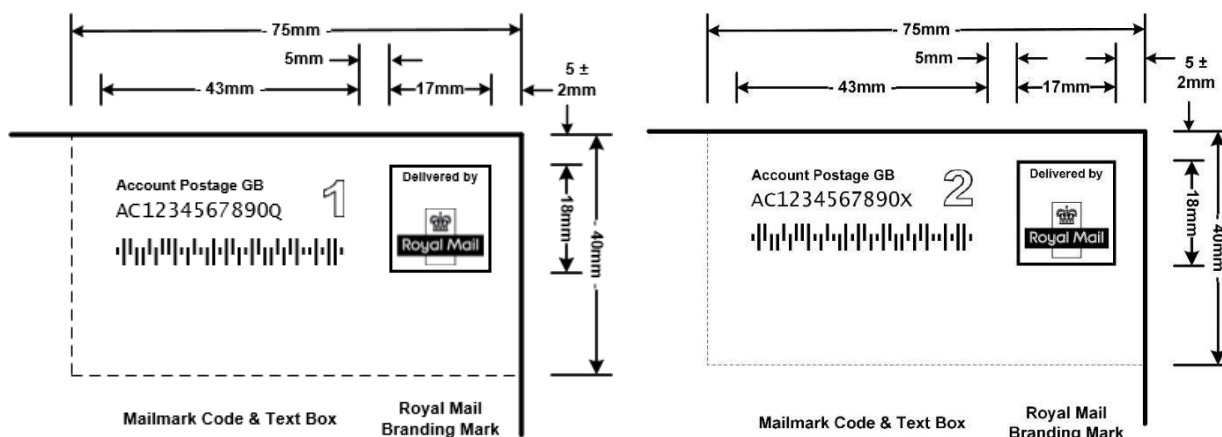 75mm
5mm
5 ±
2mm
43mm
17mm
Account Postage GB
1
AC1234567890Q
Delivered by
Royal Mail
18mm
40mm
Mailmark Code & Text Box
Royal Mail
Branding Mark
75mm
5mm
5 ±
2mm
43mm
17mm
Account Postage GB
2
AC1234567890X
Delivered by
Royal Mail
18mm
40mm
Mailmark Code & Text Box
Royal Mail
Branding Mark